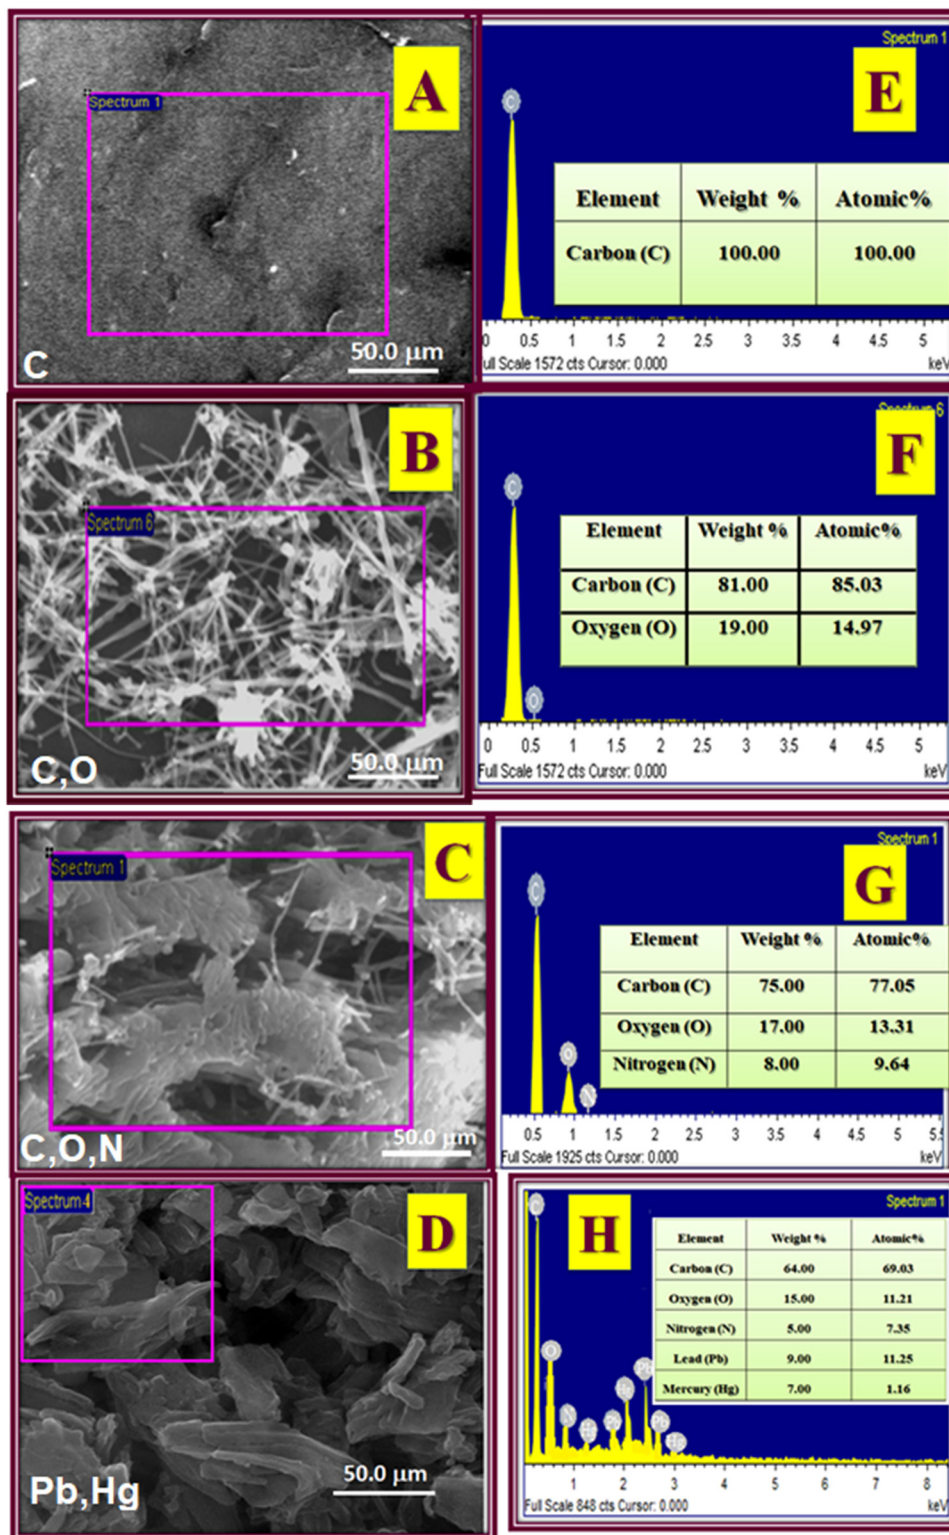 A
Spectrum 1
C
50.0 µm
Spectrum 1
E
C
Element Weight % Atomic%
Carbon (C) 100.00 100.00
0 0.5 1 1.5 2 2.5 3 3.5 4 4.5 5
ull Scale 1572 cts Cursor: 0.000 keV
B
Spectrum 6
C,O
50.0 µm
Spectrum 6
F
C
O
Element Weight % Atomic%
Carbon (C) 81.00 85.03
Oxygen (O) 19.00 14.97
0 0.5 1 1.5 2 2.5 3 3.5 4 4.5 5
Full Scale 1572 cts Cursor: 0.000 keV
C
Spectrum 1
C,O,N
50.0 µm
Spectrum 1
G
C
O
N
Element Weight % Atomic%
Carbon (C) 75.00 77.05
Oxygen (O) 17.00 13.31
Nitrogen (N) 8.00 9.64
0.5 1 1.5 2 2.5 3 3.5 4 4.5 5 5.5
Full Scale 1925 cts Cursor: 0.000 keV
D
Spectrum 4
Pb,Hg
50.0 µm
Spectrum 1
H
C
O
N
Hg
Pb
Hg
Pb
Pb
Hg
Element Weight % Atomic%
Carbon (C) 64.00 69.03
Oxygen (O) 15.00 11.21
Nitrogen (N) 5.00 7.35
Lead (Pb) 9.00 11.25
Mercury (Hg) 7.00 1.16
1 2 3 4 5 6 7 8
Full Scale 848 cts Cursor: 0.000 keV